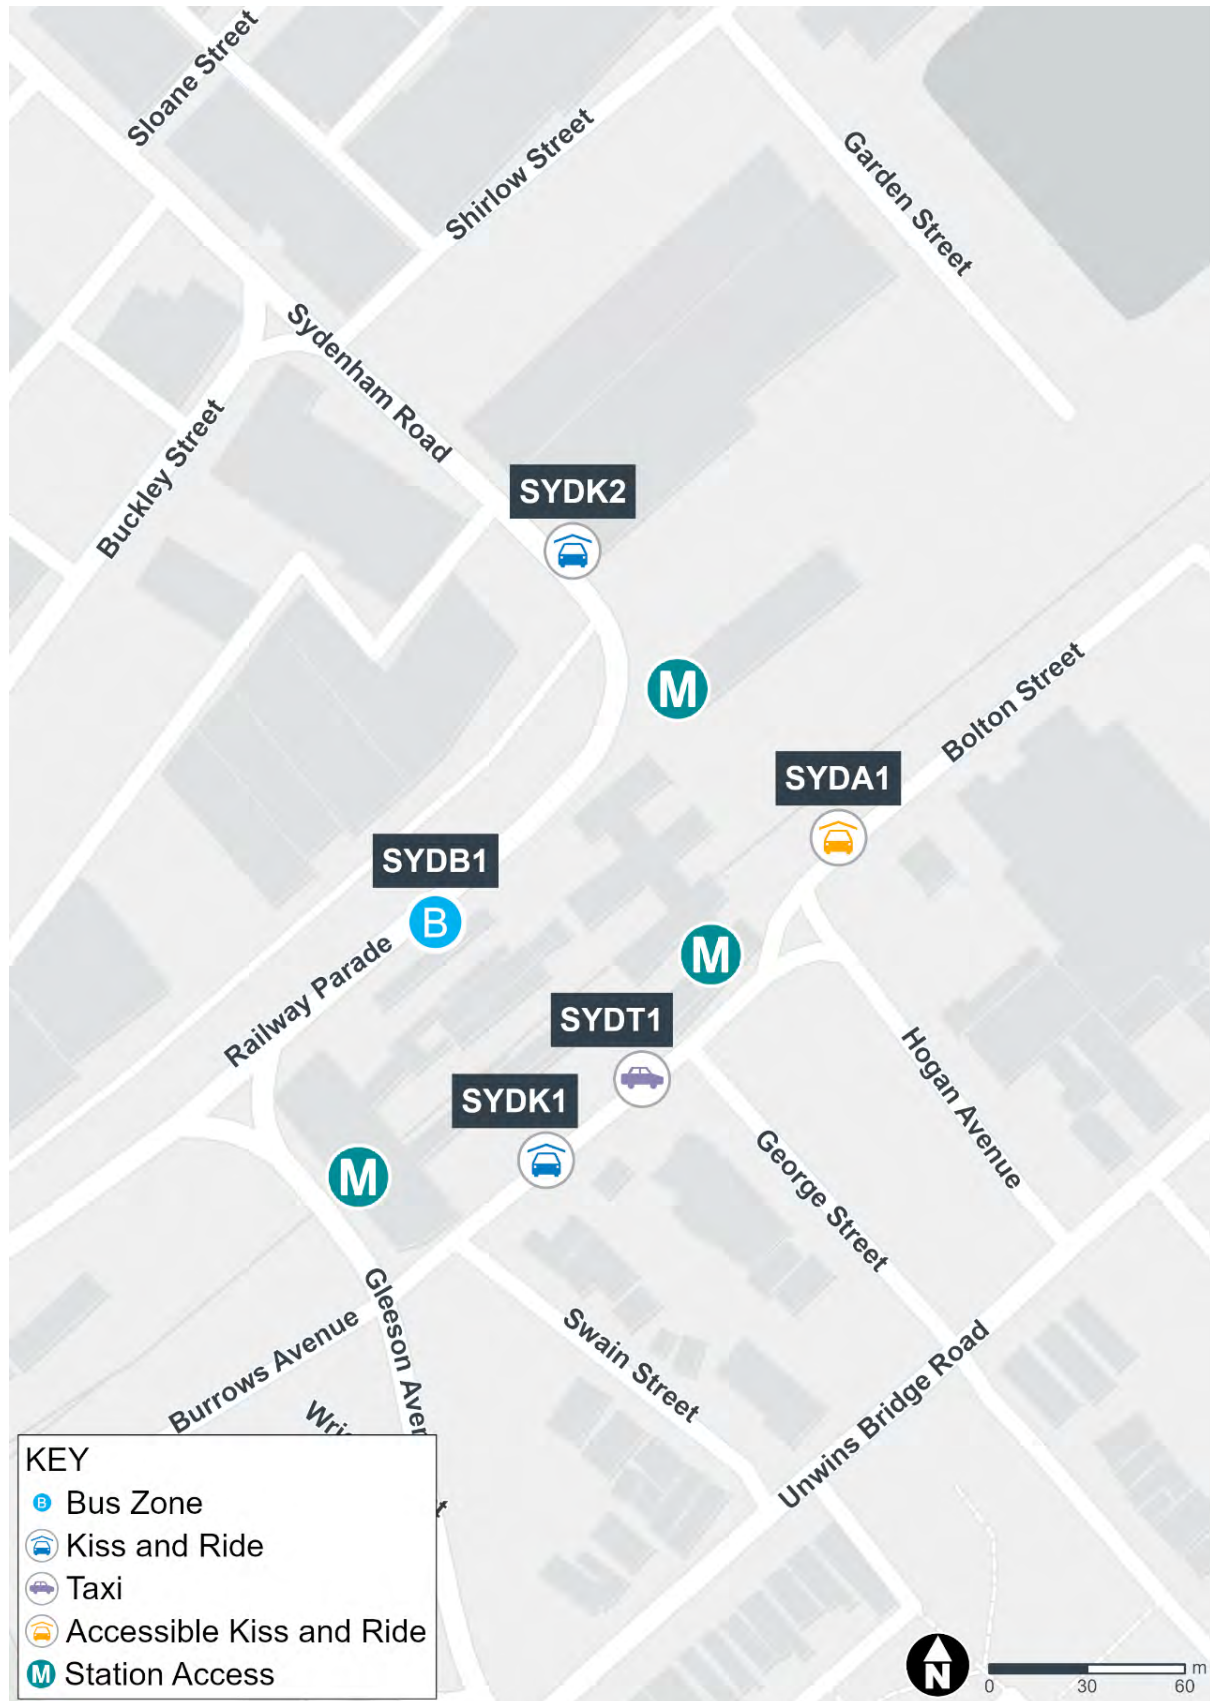 Sloane Street
Shirlow Street
Garden Street
Sydenham Road
Buckley Street
SYDK2
M
Bolton Street
SYDA1
SYDB1
B
Railway Parade
M
SYDT1
Hogan Avenue
SYDK1
M
George Street
Gleeson Aven
Burrows Avenue
Swain Street
Unwins Bridge Road
KEY
B Bus Zone
Kiss and Ride
Taxi
Accessible Kiss and Ride
M Station Access
N
m
0 30 60